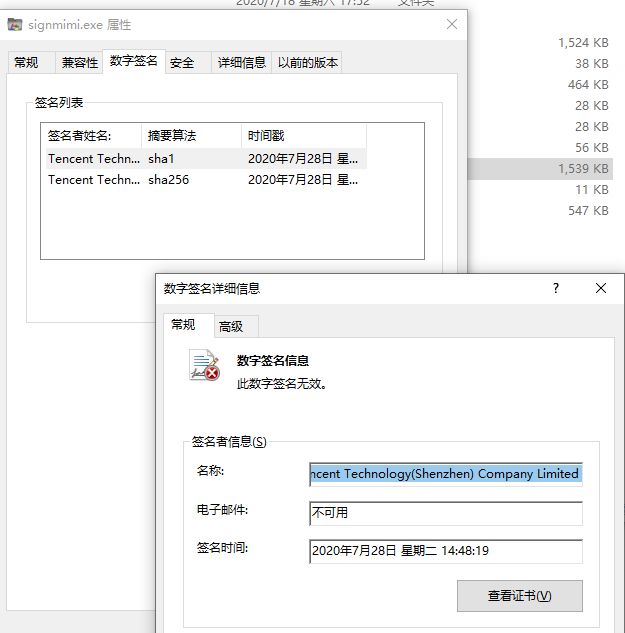 2020/7/18 星期六 17:52 文件夹
signmimi.exe 属性
1,524 KB
38 KB
464 KB
28 KB
28 KB
56 KB
1,539 KB
11 KB
547 KB
常规 兼容性 数字签名 安全 详细信息 以前的版本
签名列表
签名者姓名: 摘要算法 时间戳
Tencent Techn... sha1 2020年7月28日 星...
Tencent Techn... sha256 2020年7月28日 星...
数字签名详细信息 ?
常规 高级
数字签名信息
此数字签名无效。
签名者信息(S)
名称: ncent Technology(Shenzhen) Company Limited
电子邮件: 不可用
签名时间: 2020年7月28日 星期二 14:48:19
查看证书(V)